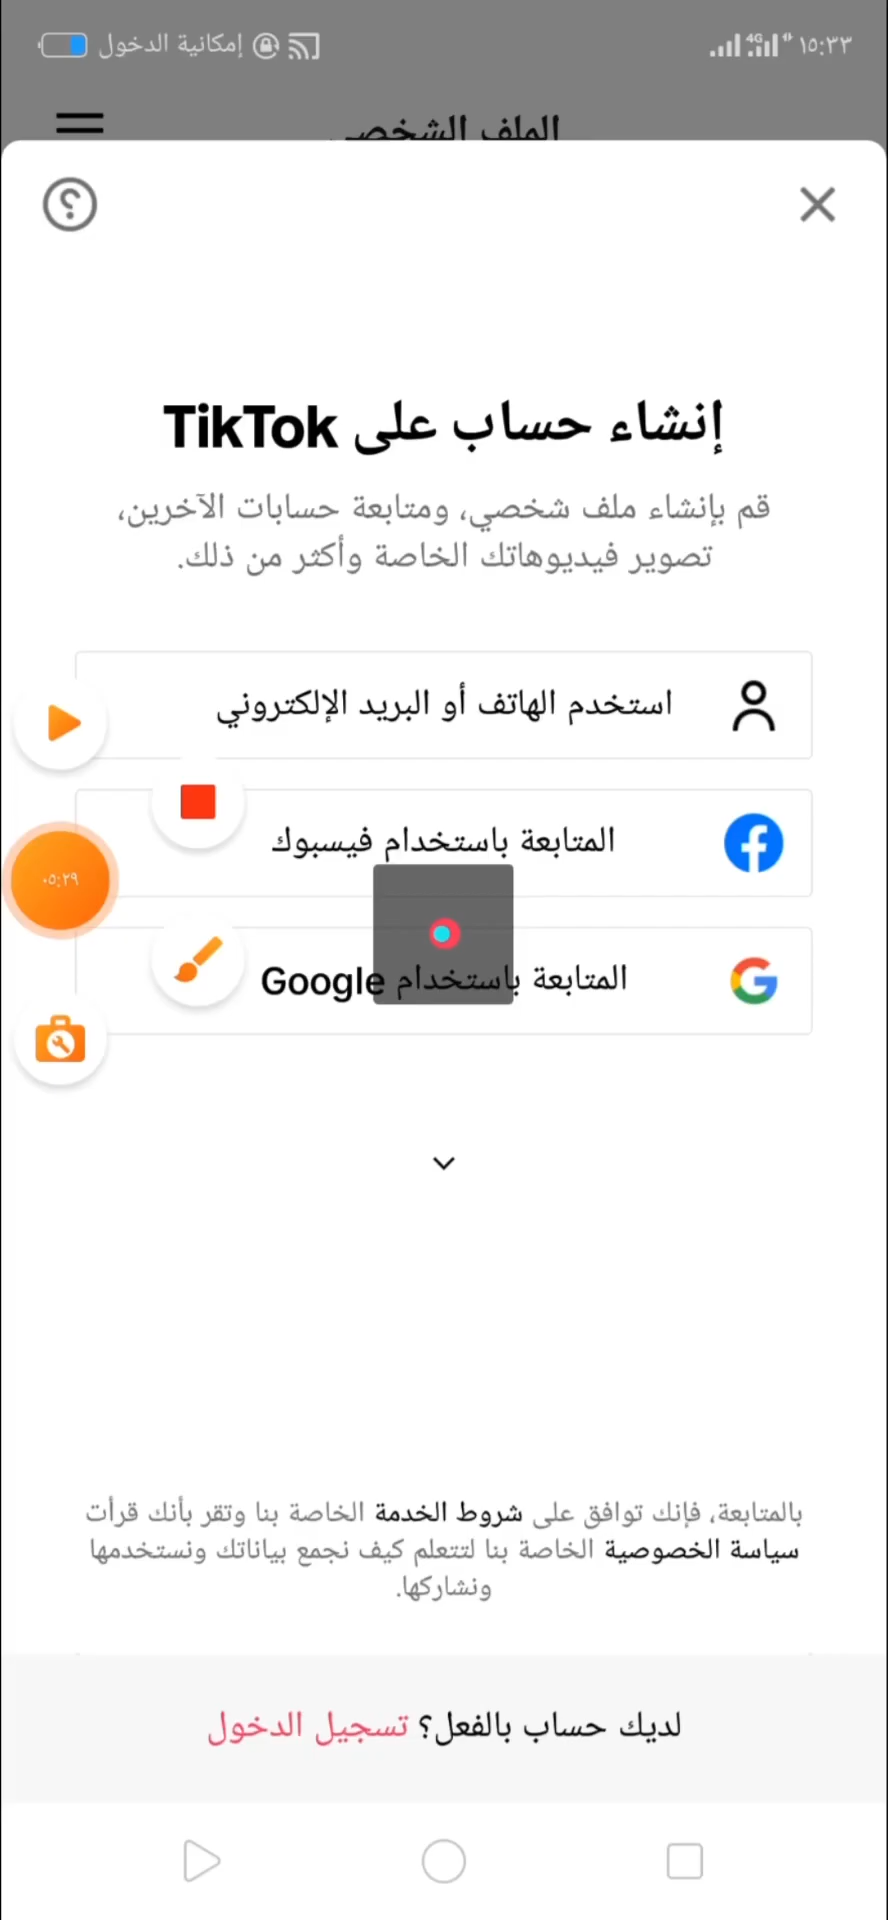 ١٥:٣٣ 4G إمكانية الدخول
الملف الشخصي
إنشاء حساب على TikTok
قم بإنشاء ملف شخصي، ومتابعة حسابات الآخرين،
تصوير فيديوهاتك الخاصة وأكثر من ذلك.
استخدم الهاتف أو البريد الإلكتروني
المتابعة باستخدام فيسبوك
٠٥:٢٩
المتابعة باستخدام Google
بالمتابعة، فإنك توافق على شروط الخدمة الخاصة بنا وتقر بأنك قرأت
سياسة الخصوصية الخاصة بنا لتتعلم كيف نجمع بياناتك ونستخدمها
ونشاركها.
لديك حساب بالفعل؟ تسجيل الدخول